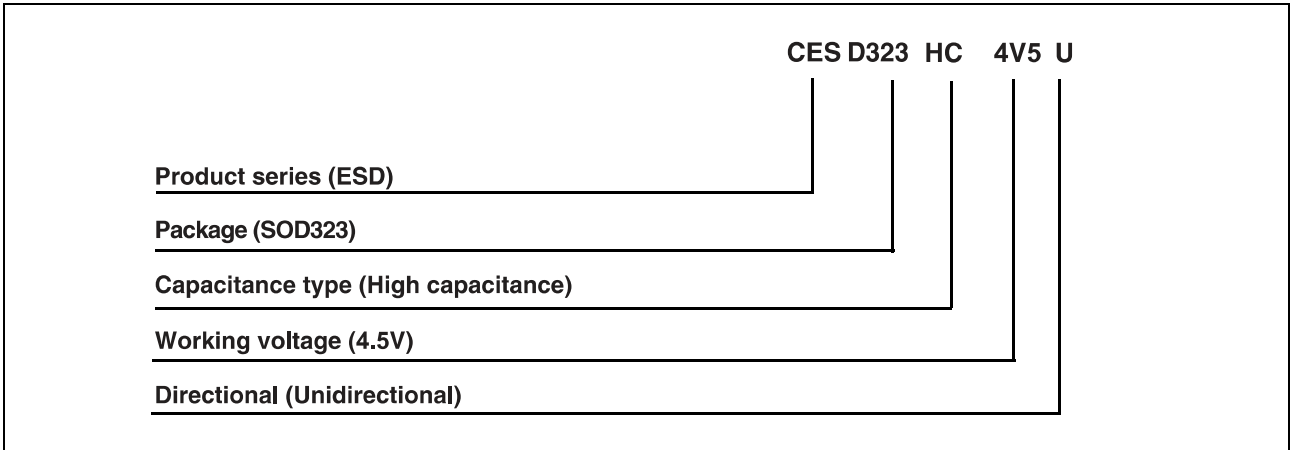 CES D323 HC 4V5 U
Product series (ESD)
Package (SOD323)
Capacitance type (High capacitance)
Working voltage (4.5V)
Directional (Unidirectional)